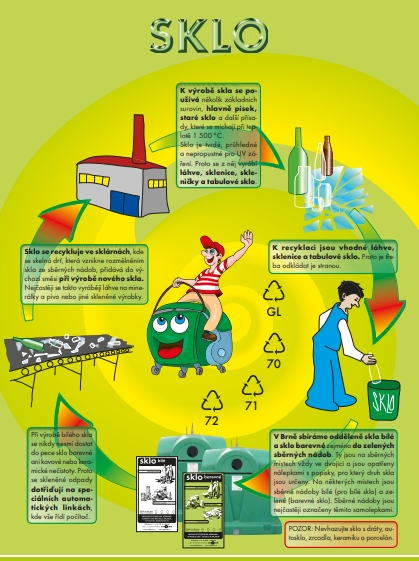 SKLO
K výrobě skla se po-
užívá několik základních
surovin, hlavně písek,
staré sklo a další přísa-
dy, které se míchají při tep-
lotě 1 500 °C.
Sklo je tvrdé, průhledné
a nepropustné pro UV zá-
ření. Proto se z něj vyrábí
láhve, sklenice, skle-
ničky a tabulové sklo.
K recyklaci jsou vhodné láhve,
sklenice a tabulové sklo. Proto je tře-
ba odkládat je stranou.
Sklo se recykluje ve sklárnách, kde
se skelná drť, která vznikne rozmělněním
sklo ze sběrných nádob, přidává do vý-
chozí směsi při výrobě nového skla.
Nejčastěji se takto vyrábějí láhve na mine-
rálky a pivo nebo jiné skleněné výrobky.
GL
70
71
72
SKLO
Při výrobě bílého skla
se nikdy nesmí dostat
do pece sklo barevné
ani kovové nebo kera-
mické nečistoty. Proto
se skleněné odpady
dotřiďují na spe-
ciálních automa-
tických linkách,
kde vše řídí počítač.
sklo bílé
sklo barevné
V Brně sbíráme odděleně sklo bílé
a sklo barevné zejména do zelených
sběrných nádob. Ty jsou na sběrných
místech vždy ve dvojici a jsou opatřeny
nálepkami s popisky, pro který druh skla
jsou určeny. Na některých místech jsou
sběrné nádoby bílé (pro bílé sklo) a ze-
lené (barevné sklo). Sběrné nádoby jsou
nejčastěji označeny těmito samolepkami.
POZOR: Nevhazujte sklo s dráty, au-
tosklo, zrcadla, keramiku a porcelán.